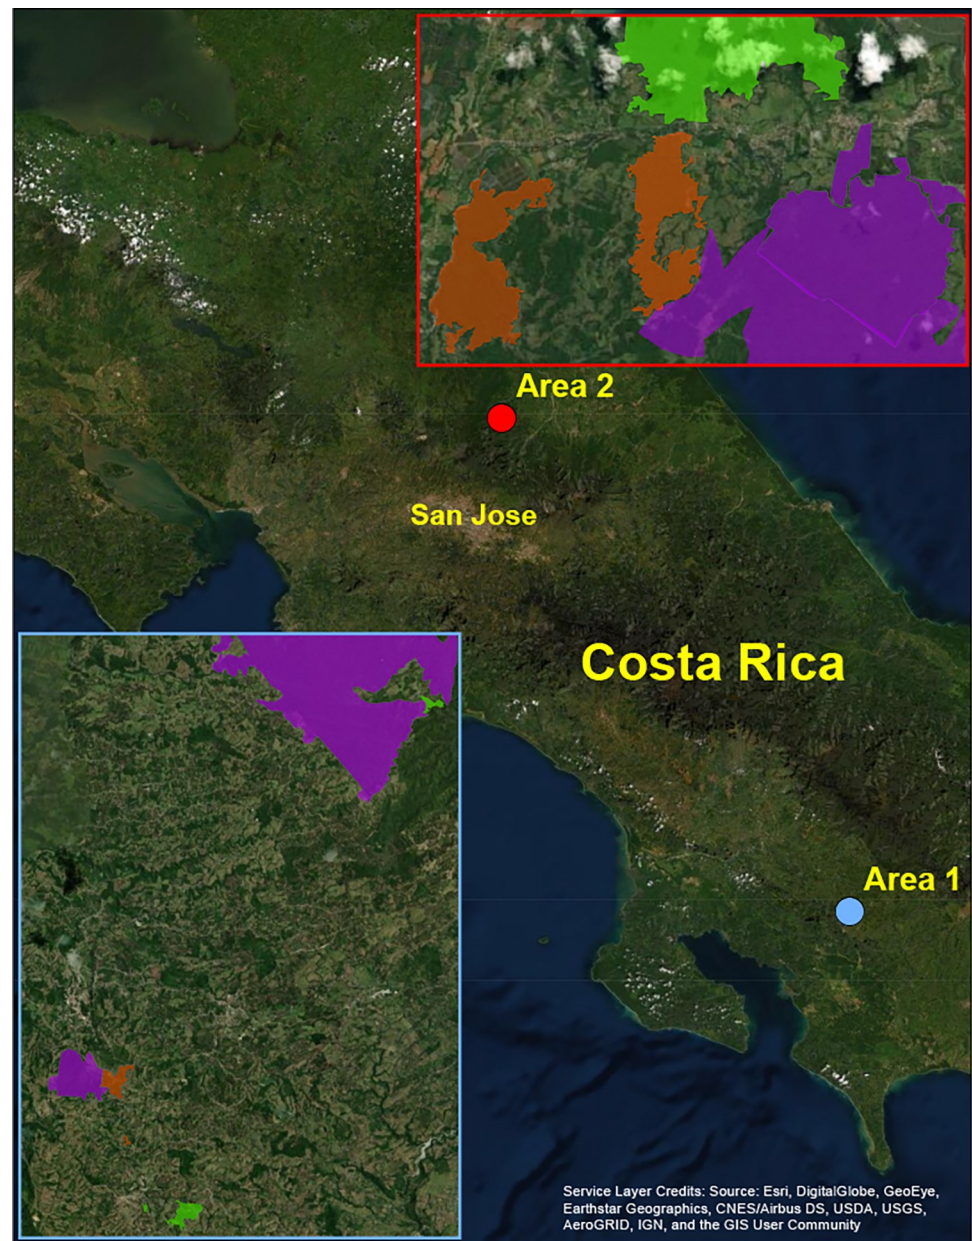 Area 2
San Jose
Costa Rica
Area 1
Service Layer Credits: Source: Esri, DigitalGlobe, GeoEye,
Earthstar Geographics, CNES/Airbus DS, USDA, USGS,
AeroGRID, IGN, and the GIS User Community